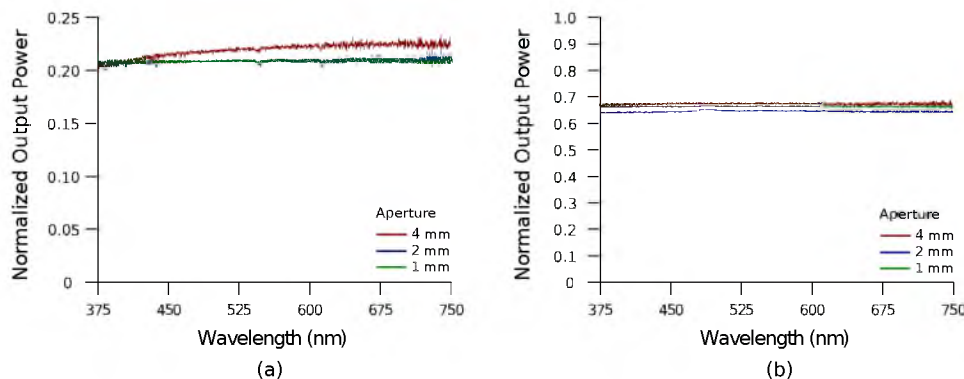 Normalized Output Power
0.25
0.20
0.15
0.10
0.05
0
375
450
525
600
675
750
Aperture
4 mm
2 mm
1 mm
Wavelength (nm)
(a)
Normalized Output Power
1.0
0.9
0.8
0.7
0.6
0.5
0.4
0.3
0.2
0.1
0
375
450
525
600
675
750
Aperture
4 mm
2 mm
1 mm
Wavelength (nm)
(b)